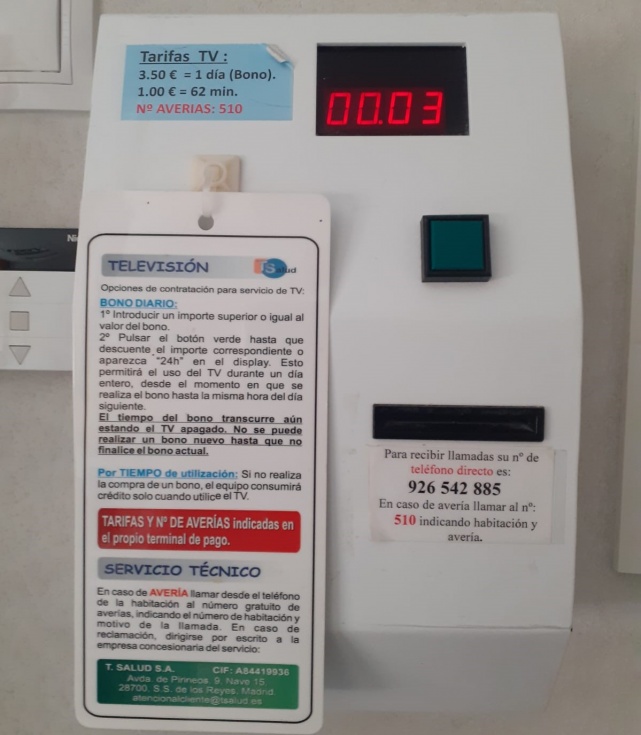 Tarifas TV :
3.50 € = 1 día (Bono).
1.00 € = 62 min.
Nº AVERIAS: 510
00.03
Ni
TELEVISIÓN
Salud
Opciones de contratación para servicio de TV:
BONO DIARIO:
1º Introducir un importe superior o igual al
valor del bono.
2º Pulsar el botón verde hasta que
descuente el importe correspondiente o
aparezca "24h" en el display. Esto
permitirá el uso del TV durante un día
entero, desde el momento en que se
realiza el bono hasta la misma hora del día
siguiente.
El tiempo del bono transcurre aún
estando el TV apagado. No se puede
realizar un bono nuevo hasta que no
finalice el bono actual.
Por TIEMPO de utilización: Si no realiza
la compra de un bono, el equipo consumirá
crédito solo cuando utilice el TV.
TARIFAS Y Nº DE AVERÍAS indicadas en
el propio terminal de pago.
SERVICIO TÉCNICO
En caso de AVERÍA llamar desde el teléfono
de la habitación al número gratuito de
averías, indicando el número de habitación y
motivo de la llamada. En caso de
reclamación, dirigirse por escrito a la
empresa concesionaria del servicio:
T. SALUD S.A. CIF: A84419936
Avda. de Pirineos, 9. Nave 15.
28700. S.S. de los Reyes. Madrid.
atencionalcliente@tsalud.es
Para recibir llamadas su nº de
teléfono directo es:
926 542 885
En caso de avería llamar al nº:
510 indicando habitación y
avería.